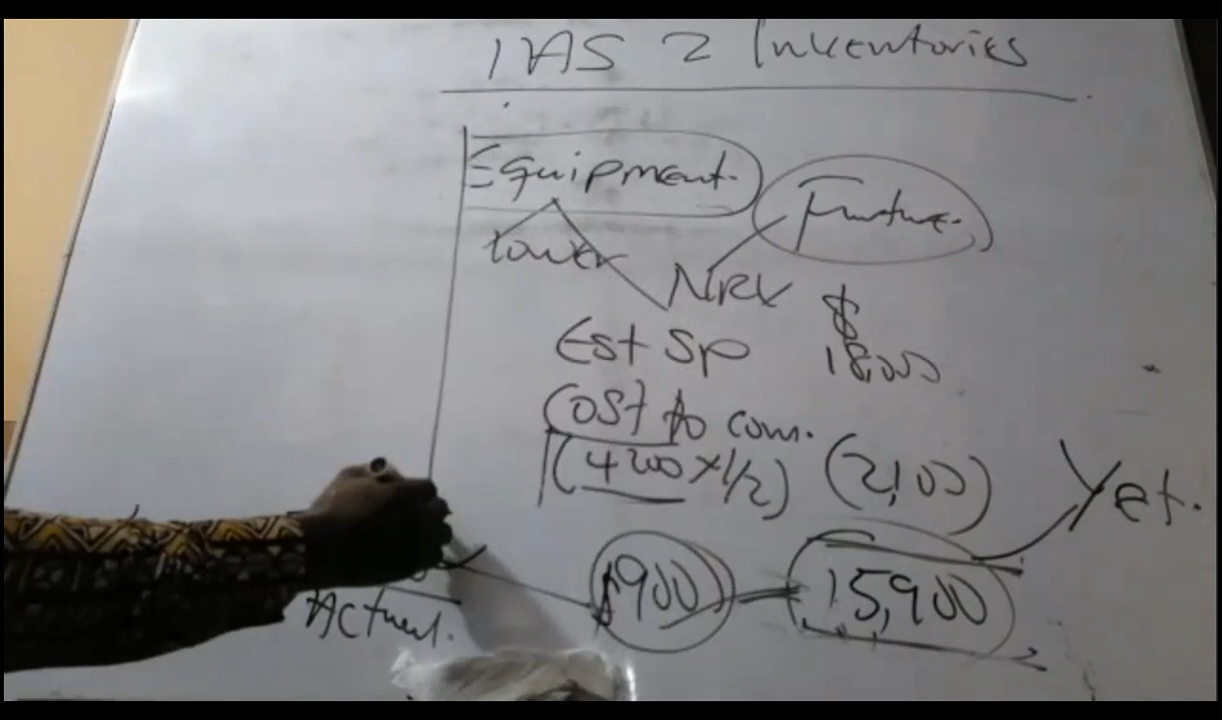 IAS 2 Inventories
Equipment.
Future.
lower
NRV
$
Est SP 18,000
Cost to com.
(4200 x 1/2) (2,100)
Yet.
$900 15,900
Actual.